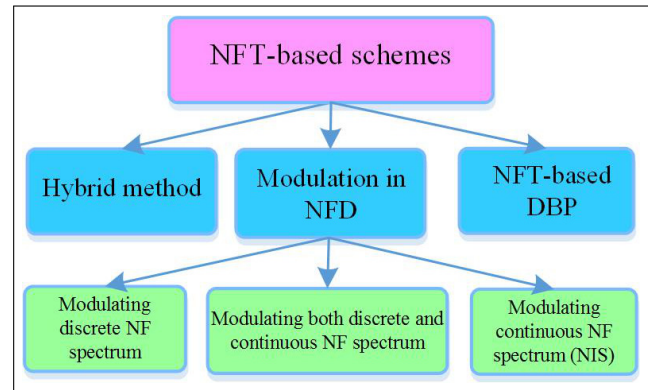 NFT-based schemes
Hybrid method
Modulation in
NFD
NFT-based
DBP
Modulating
discrete NF
spectrum
Modulating both discrete and
continuous NF spectrum
Modulating
continuous NF
spectrum (NIS)